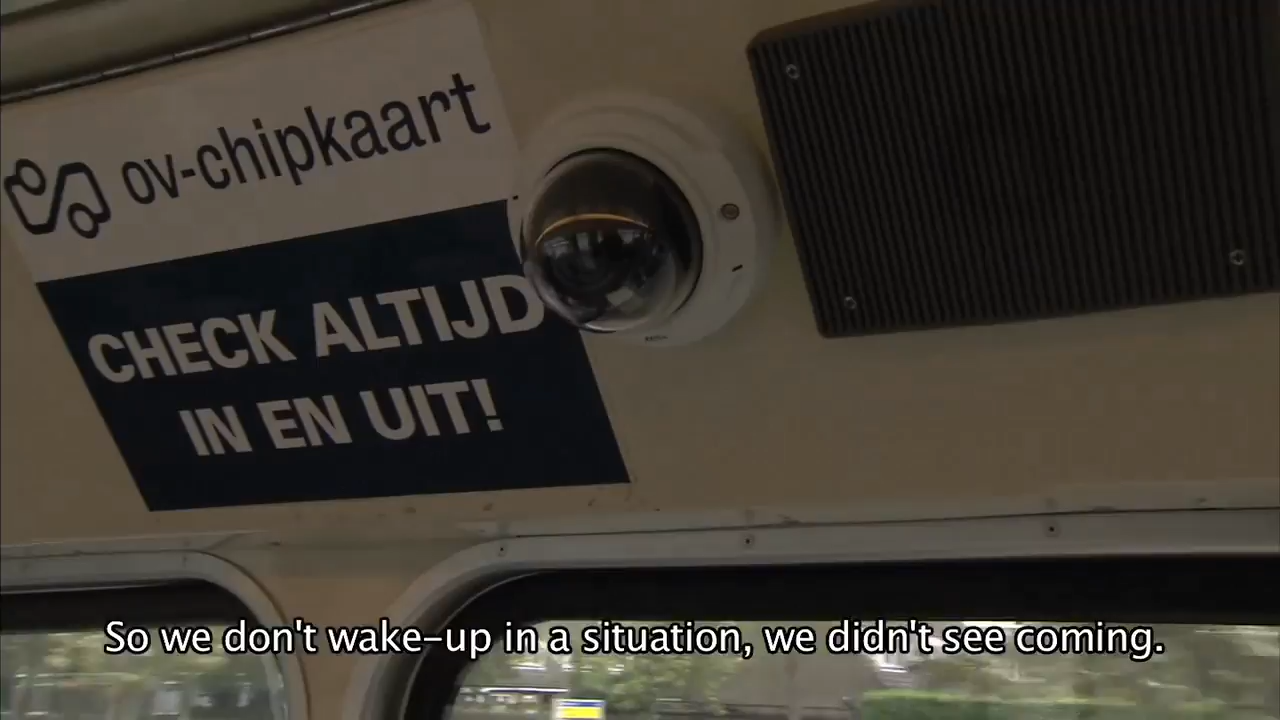 ov-chipkaart
CHECK ALTIJD
IN EN UIT!
So we don't wake-up in a situation, we didn't see coming.